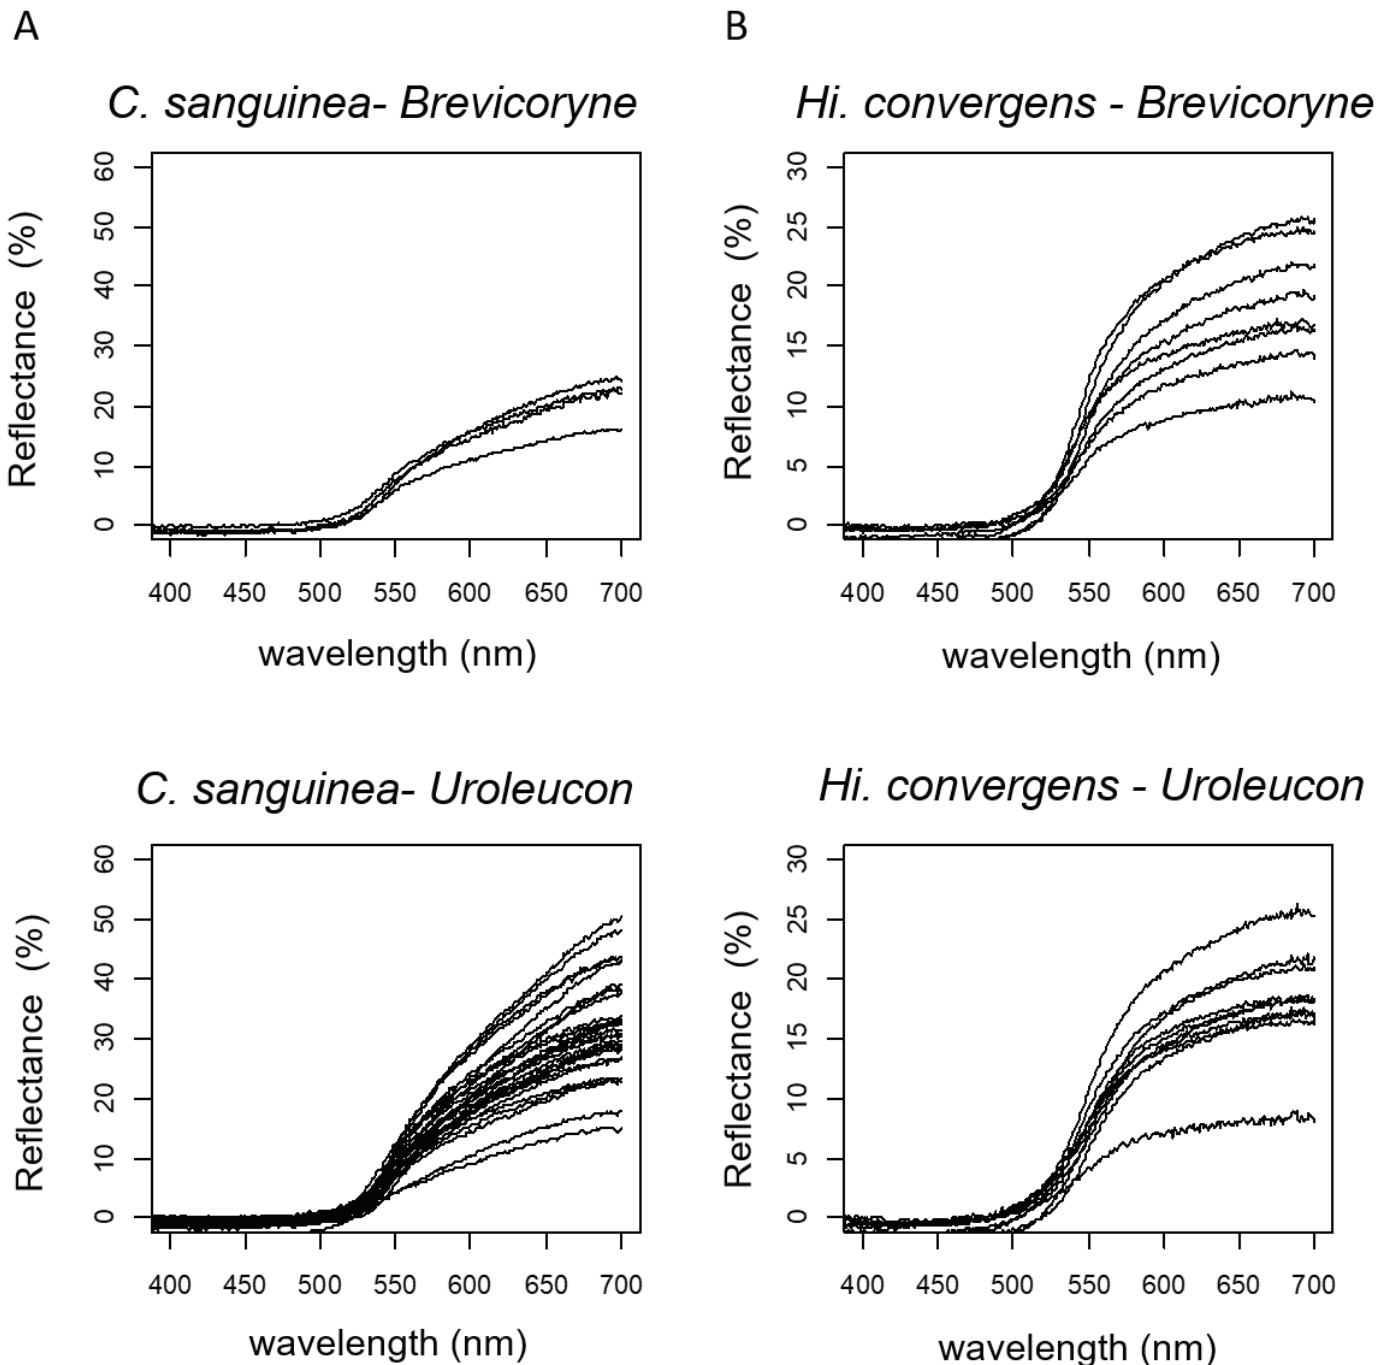 A
B
C. sanguinea- Brevicoryne
Hi. convergens - Brevicoryne
Reflectance (%)
60
50
40
30
20
10
0
400 450 500 550 600 650 700
wavelength (nm)
Reflectance (%)
30
25
20
15
10
5
0
400 450 500 550 600 650 700
wavelength (nm)
C. sanguinea- Uroleucon
Hi. convergens - Uroleucon
Reflectance (%)
60
50
40
30
20
10
0
400 450 500 550 600 650 700
wavelength (nm)
Reflectance (%)
30
25
20
15
10
5
0
400 450 500 550 600 650 700
wavelength (nm)